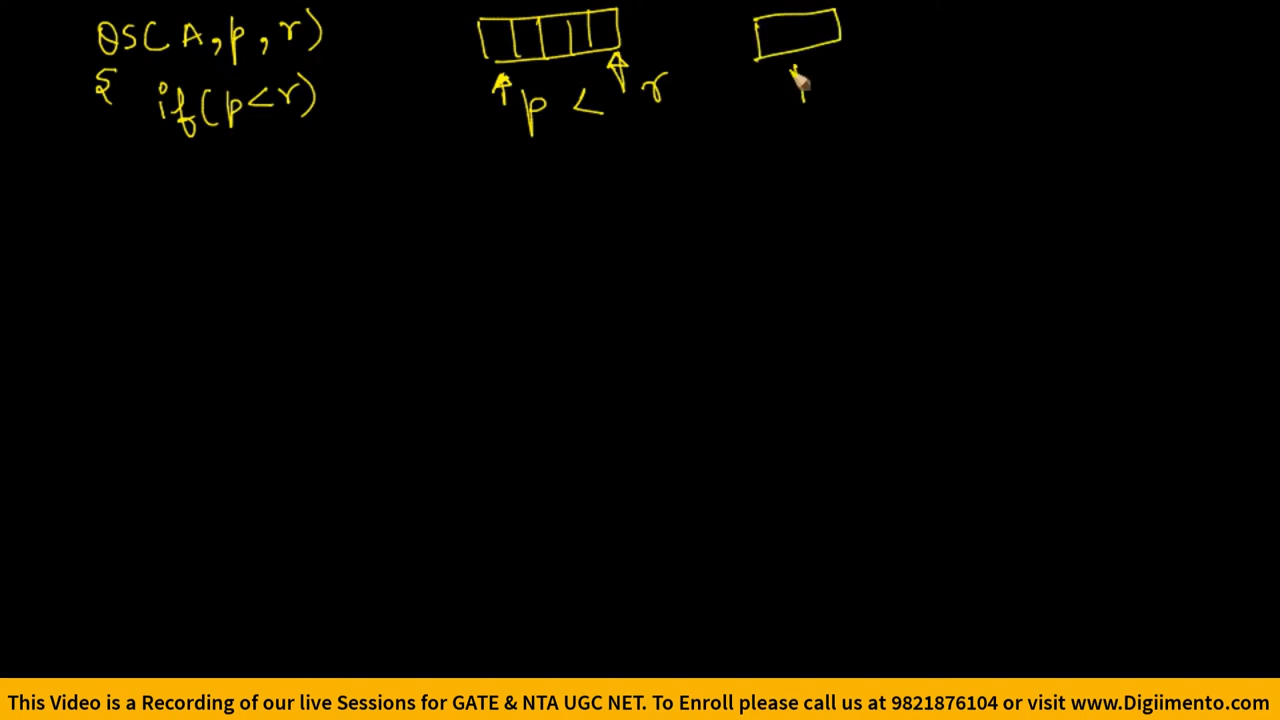 QS( A, p, r)
{ if( p < r)
p < r
This Video is a Recording of our live Sessions for GATE & NTA UGC NET. To Enroll please call us at 9821876104 or visit www.Digiimento.com